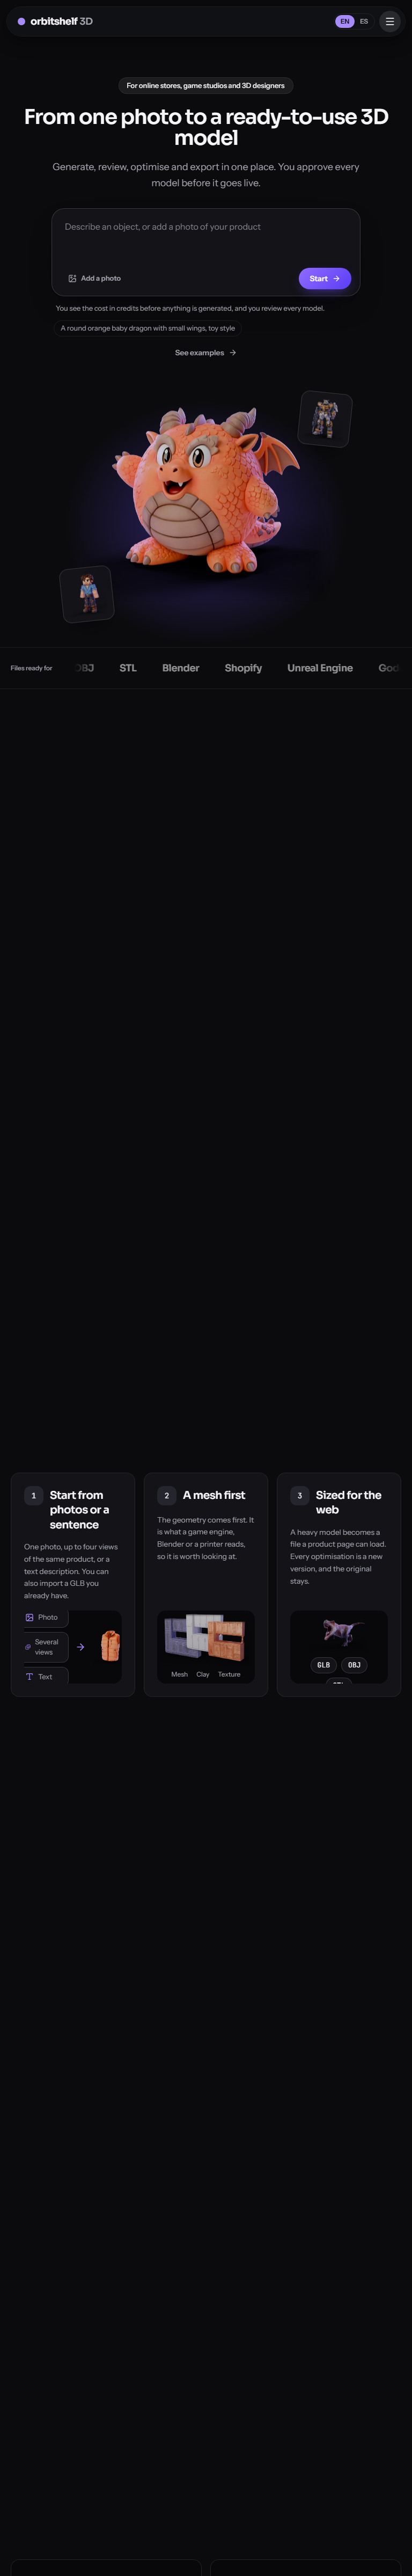 orbitshelf 3D
EN ES
For online stores, game studios and 3D designers
From one photo to a ready-to-use 3D
model
Generate, review, optimise and export in one place. You approve every
model before it goes live.
Describe an object, or add a photo of your product
Add a photo
Start
You see the cost in credits before anything is generated, and you review every model.
A round orange baby dragon with small wings, toy style
See examples
Files ready for
OBJ STL Blender Shopify Unreal Engine
1
Start from
photos or a
sentence
One photo, up to four views
of the same product, or a
text description. You can
also import a GLB you
already have.
Photo
Several
views
Text
2
A mesh first
The geometry comes first. It
is what a game engine,
Blender or a printer reads,
so it is worth looking at.
Mesh Clay Texture
3
Sized for the
web
A heavy model becomes a
file a product page can load.
Every optimisation is a new
version, and the original
stays.
GLB OBJ